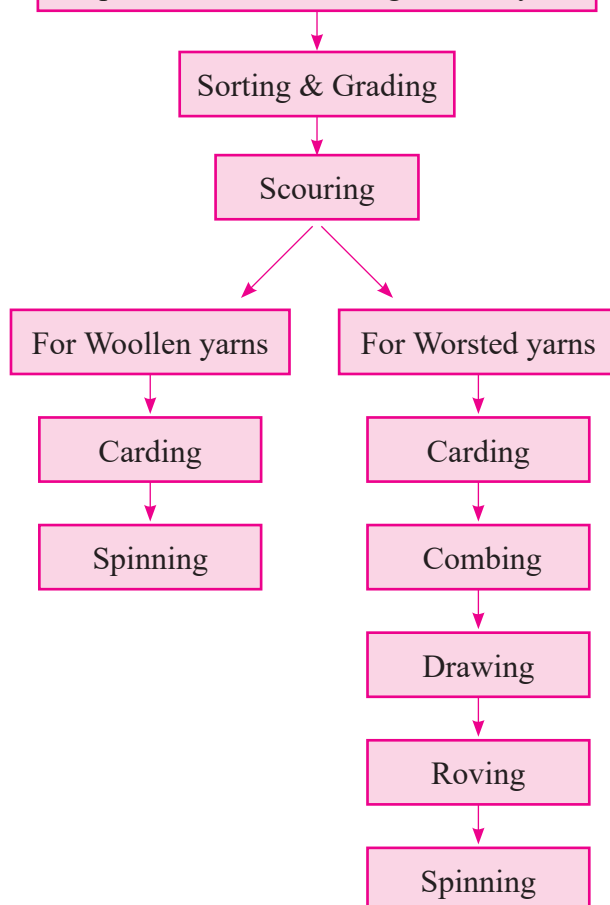 Sorting & Grading
Scouring
For Woollen yarns
For Worsted yarns
Carding
Carding
Spinning
Combing
Drawing
Roving
Spinning